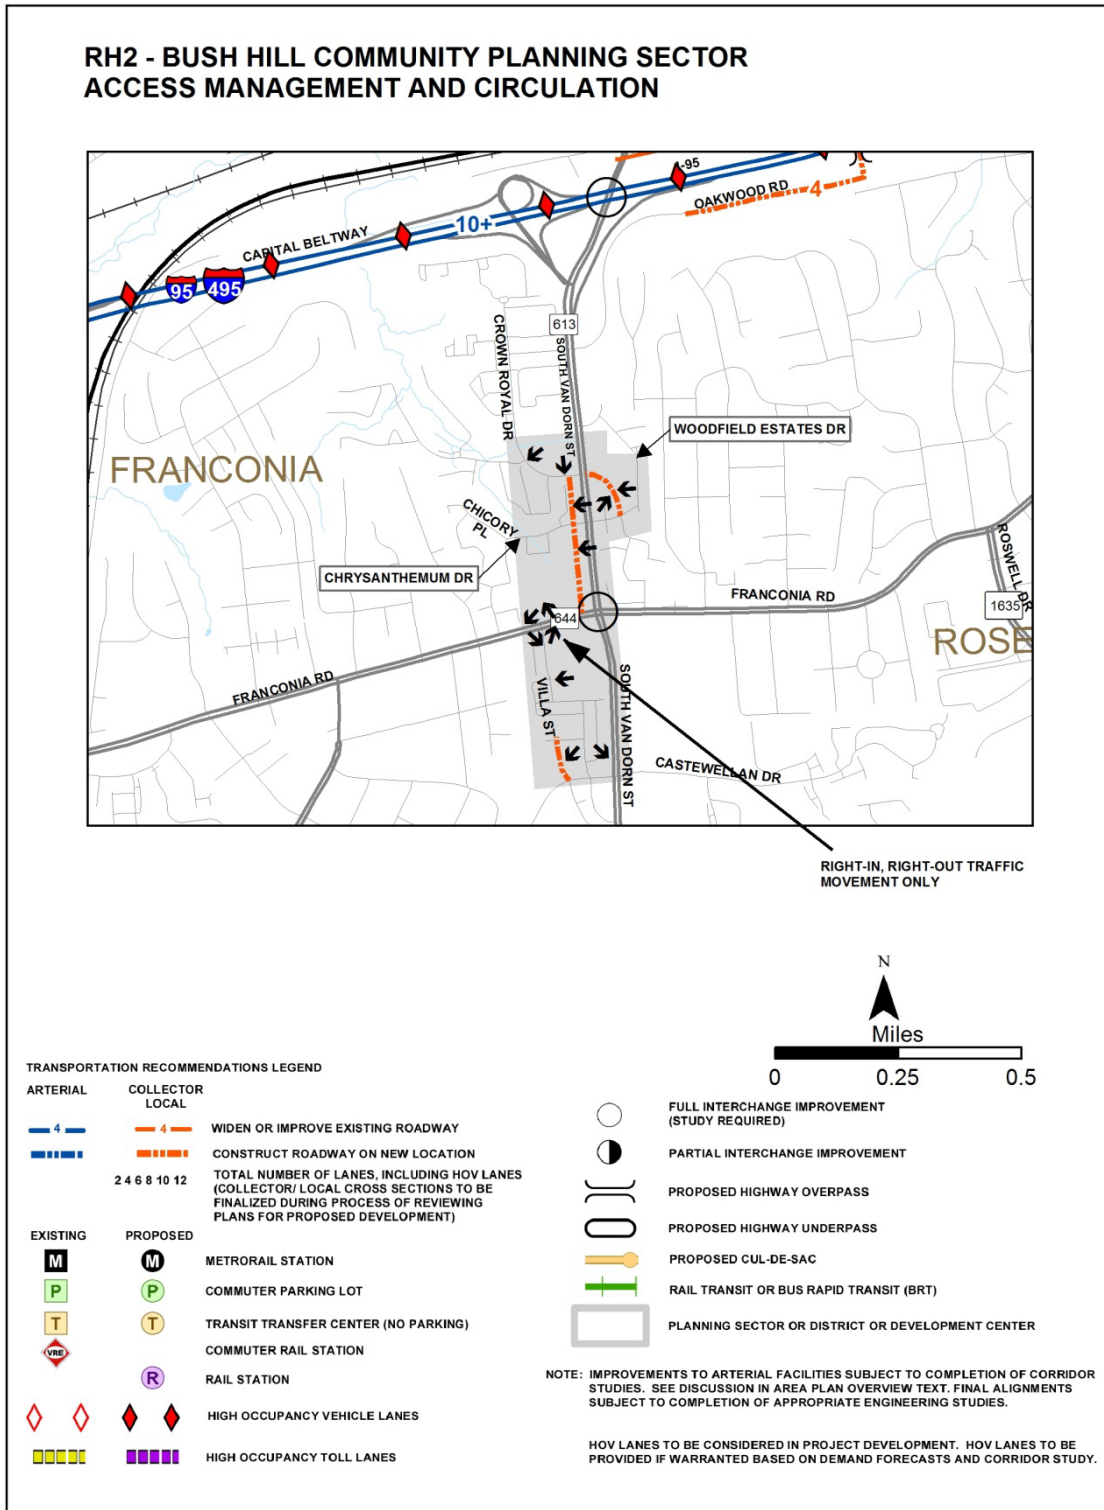 RH2 - BUSH HILL COMMUNITY PLANNING SECTOR
ACCESS MANAGEMENT AND CIRCULATION
I-95
OAKWOOD RD
4
10+
CAPITAL BELTWAY
95
495
613
CROWN ROYAL DR
SOUTH VAN DORN ST
WOODFIELD ESTATES DR
FRANCONIA
CHICORY
PL
CHRYSANTHEMUM DR
ROSWELL DR
FRANCONIA RD
1635
644
ROSE
FRANCONIA RD
VILLA ST
SOUTH VAN DORN ST
CASTEWELLAN DR
RIGHT-IN, RIGHT-OUT TRAFFIC
MOVEMENT ONLY
N
Miles
0 0.25 0.5
TRANSPORTATION RECOMMENDATIONS LEGEND
ARTERIAL COLLECTOR
LOCAL
4 4 WIDEN OR IMPROVE EXISTING ROADWAY
CONSTRUCT ROADWAY ON NEW LOCATION
2 4 6 8 10 12 TOTAL NUMBER OF LANES, INCLUDING HOV LANES
(COLLECTOR/ LOCAL CROSS SECTIONS TO BE
FINALIZED DURING PROCESS OF REVIEWING
PLANS FOR PROPOSED DEVELOPMENT)
EXISTING PROPOSED
M M METRORAIL STATION
P P COMMUTER PARKING LOT
T T TRANSIT TRANSFER CENTER (NO PARKING)
VRE COMMUTER RAIL STATION
R RAIL STATION
HIGH OCCUPANCY VEHICLE LANES
HIGH OCCUPANCY TOLL LANES
FULL INTERCHANGE IMPROVEMENT
(STUDY REQUIRED)
PARTIAL INTERCHANGE IMPROVEMENT
PROPOSED HIGHWAY OVERPASS
PROPOSED HIGHWAY UNDERPASS
PROPOSED CUL-DE-SAC
RAIL TRANSIT OR BUS RAPID TRANSIT (BRT)
PLANNING SECTOR OR DISTRICT OR DEVELOPMENT CENTER
NOTE: IMPROVEMENTS TO ARTERIAL FACILITIES SUBJECT TO COMPLETION OF CORRIDOR
STUDIES. SEE DISCUSSION IN AREA PLAN OVERVIEW TEXT. FINAL ALIGNMENTS
SUBJECT TO COMPLETION OF APPROPRIATE ENGINEERING STUDIES.
HOV LANES TO BE CONSIDERED IN PROJECT DEVELOPMENT. HOV LANES TO BE
PROVIDED IF WARRANTED BASED ON DEMAND FORECASTS AND CORRIDOR STUDY.